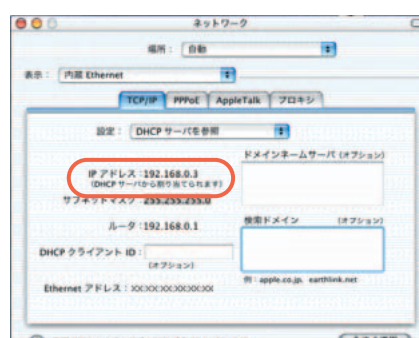 ネットワーク
場所： 自動
表示： 内蔵 Ethernet
TCP/IP PPPoE AppleTalk プロキシ
設定： DHCP サーバを参照
ドメインネームサーバ (オプション)
IP アドレス：192.168.0.3
(DHCP サーバから割り当てられます)
サブネットマスク：255.255.255.0
ルータ：192.168.0.1
検索ドメイン (オプション)
DHCP クライアント ID：
(オプション)
例：apple.co.jp、earthlink.net
Ethernet アドレス：